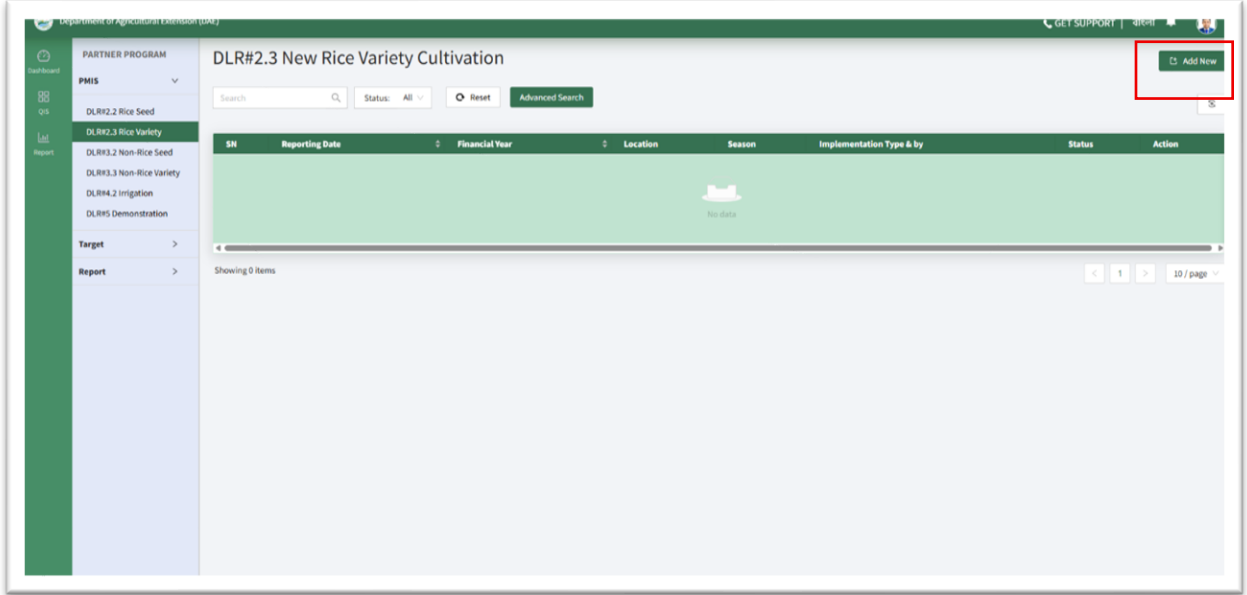 Department of Agricultural Extension (DAE)
GET SUPPORT | বাংলা
Dashboard
QIS
Report
PARTNER PROGRAM
PMIS
DLR#2.2 Rice Seed
DLR#2.3 Rice Variety
DLR#3.2 Non-Rice Seed
DLR#3.3 Non-Rice Variety
DLR#4.2 Irrigation
DLR#5 Demonstration
Target
Report
DLR#2.3 New Rice Variety Cultivation
Add New
Search Status: All Reset Advanced Search
SN Reporting Date Financial Year Location Season Implementation Type & by Status Action
No data
Showing 0 items
1 10 / page